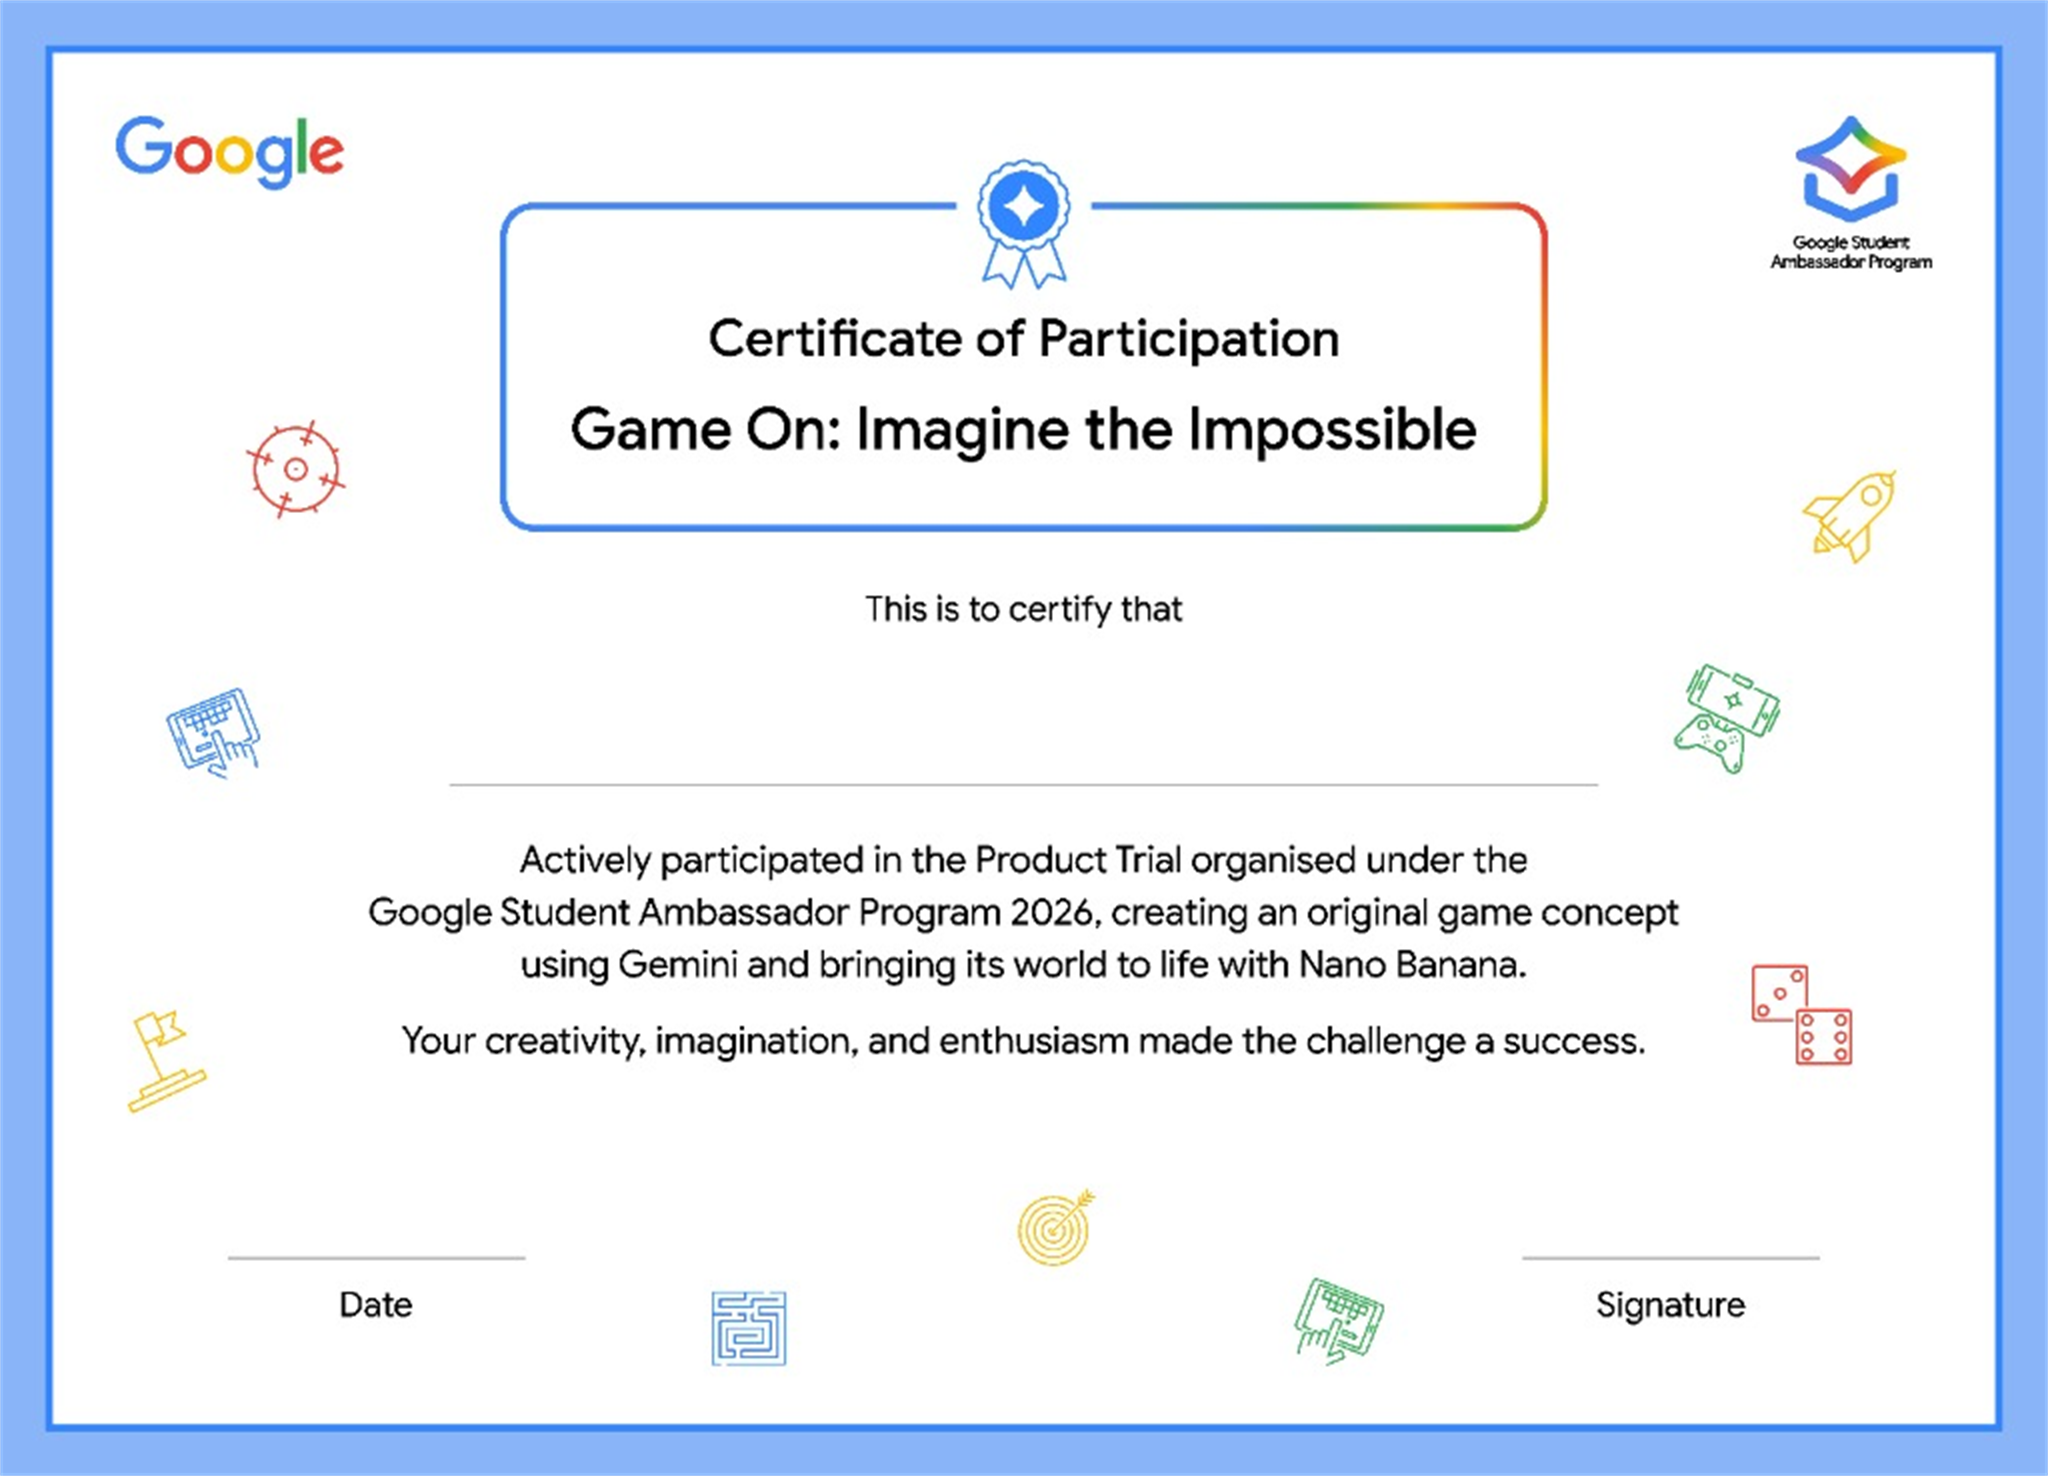 Google
Google Student
Ambassador Program
Certificate of Participation
Game On: Imagine the Impossible
This is to certify that
Actively participated in the Product Trial organised under the
Google Student Ambassador Program 2026, creating an original game concept
using Gemini and bringing its world to life with Nano Banana.
Your creativity, imagination, and enthusiasm made the challenge a success.
Date
Signature